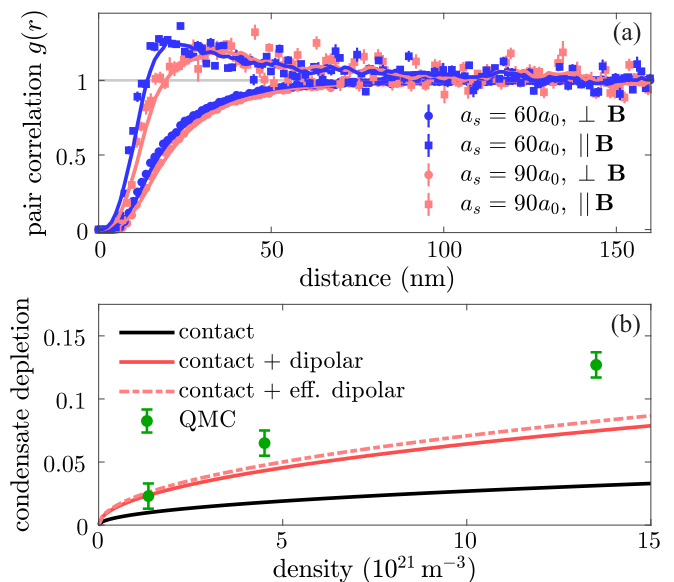 pair correlation g(r)
(a)
1
0.5
0
a_s = 60a_0, ⊥ B
a_s = 60a_0, || B
a_s = 90a_0, ⊥ B
a_s = 90a_0, || B
0 50 100 150
distance (nm)
condensate depletion
(b)
0.15
0.1
0.05
0
contact
contact + dipolar
contact + eff. dipolar
QMC
0 5 10 15
density (10²¹ m⁻³)